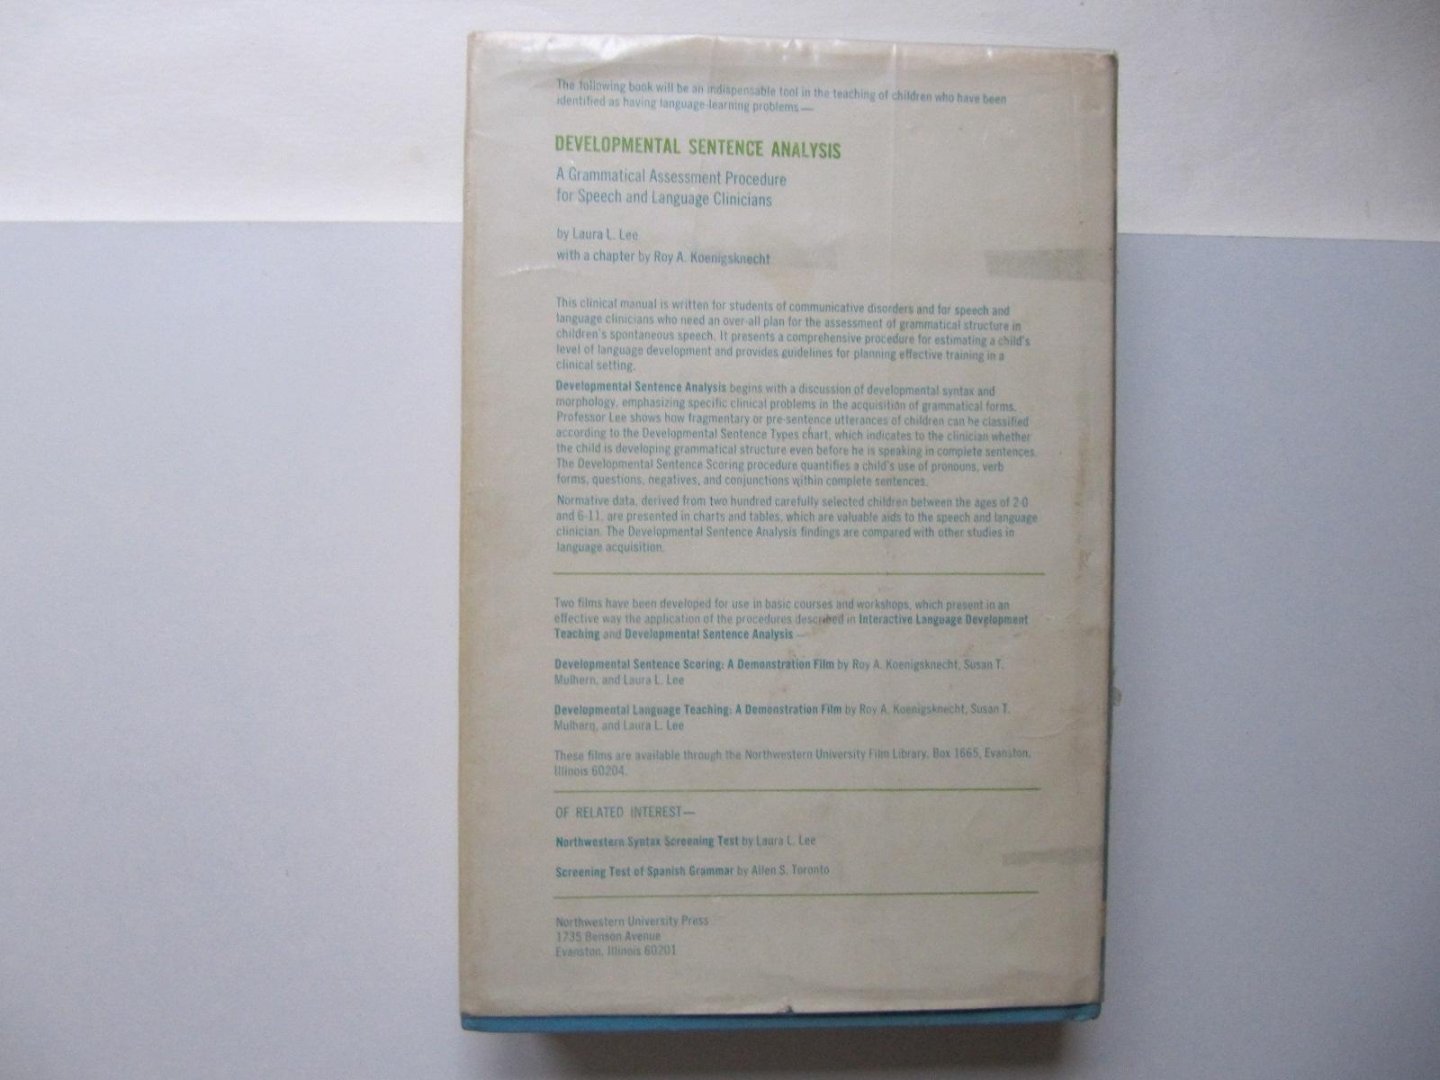 The following book will be an indispensable tool in the teaching of children who have been
identified as having language-learning problems—
DEVELOPMENTAL SENTENCE ANALYSIS
A Grammatical Assessment Procedure
for Speech and Language Clinicians
by Laura L. Lee
with a chapter by Roy A. Koenigsknecht
This clinical manual is written for students of communicative disorders and for speech and
language clinicians who need an over-all plan for the assessment of grammatical structure in
children's spontaneous speech. It presents a comprehensive procedure for estimating a child's
level of language development and provides guidelines for planning effective training in a
clinical setting.
Developmental Sentence Analysis begins with a discussion of developmental syntax and
morphology, emphasizing specific clinical problems in the acquisition of grammatical forms.
Professor Lee shows how fragmentary or pre-sentence utterances of children can be classified
according to the Developmental Sentence Types chart, which indicates to the clinician whether
the child is developing grammatical structure even before he is speaking in complete sentences.
The Developmental Sentence Scoring procedure quantifies a child's use of pronouns, verb
forms, questions, negatives, and conjunctions within complete sentences.
Normative data, derived from two hundred carefully selected children between the ages of 2-0
and 6-11, are presented in charts and tables, which are valuable aids to the speech and language
clinician. The Developmental Sentence Analysis findings are compared with other studies in
language acquisition.
Two films have been developed for use in basic courses and workshops, which present in an
effective way the application of the procedures described in Interactive Language Development
Teaching and Developmental Sentence Analysis—
Developmental Sentence Scoring: A Demonstration Film by Roy A. Koenigsknecht, Susan T.
Mulhern, and Laura L. Lee
Developmental Language Teaching: A Demonstration Film by Roy A. Koenigsknecht, Susan T.
Mulhern, and Laura L. Lee
These films are available through the Northwestern University Film Library, Box 1665, Evanston,
Illinois 60204.
OF RELATED INTEREST—
Northwestern Syntax Screening Test by Laura L. Lee
Screening Test of Spanish Grammar by Allen S. Toronto
Northwestern University Press
1735 Benson Avenue
Evanston, Illinois 60201